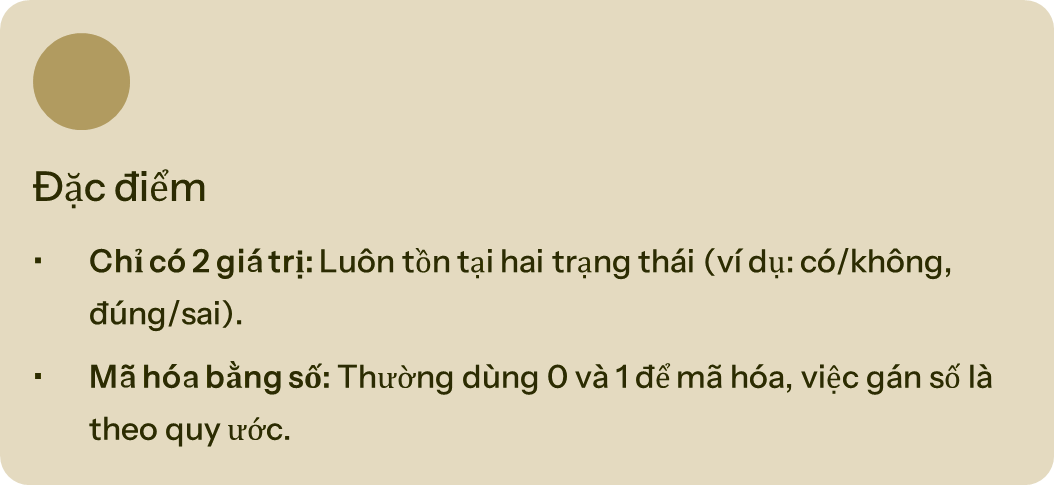 Đặc điểm
▪ Chỉ có 2 giá trị: Luôn tồn tại hai trạng thái (ví dụ: có/không,
đúng/sai).
▪ Mã hóa bằng số: Thường dùng 0 và 1 để mã hóa, việc gán số là
theo quy ước.